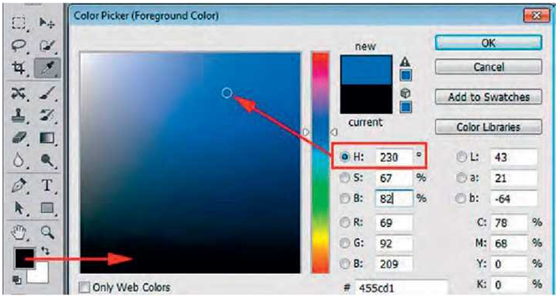 Color Picker (Foreground Color)
new
current
OK
Cancel
Add to Swatches
Color Libraries
H: 230 °
S: 67 %
B: 82 %
R: 69
G: 92
B: 209
# 455cd1
L: 43
a: 21
b: -64
C: 78 %
M: 68 %
Y: 0 %
K: 0 %
Only Web Colors
T